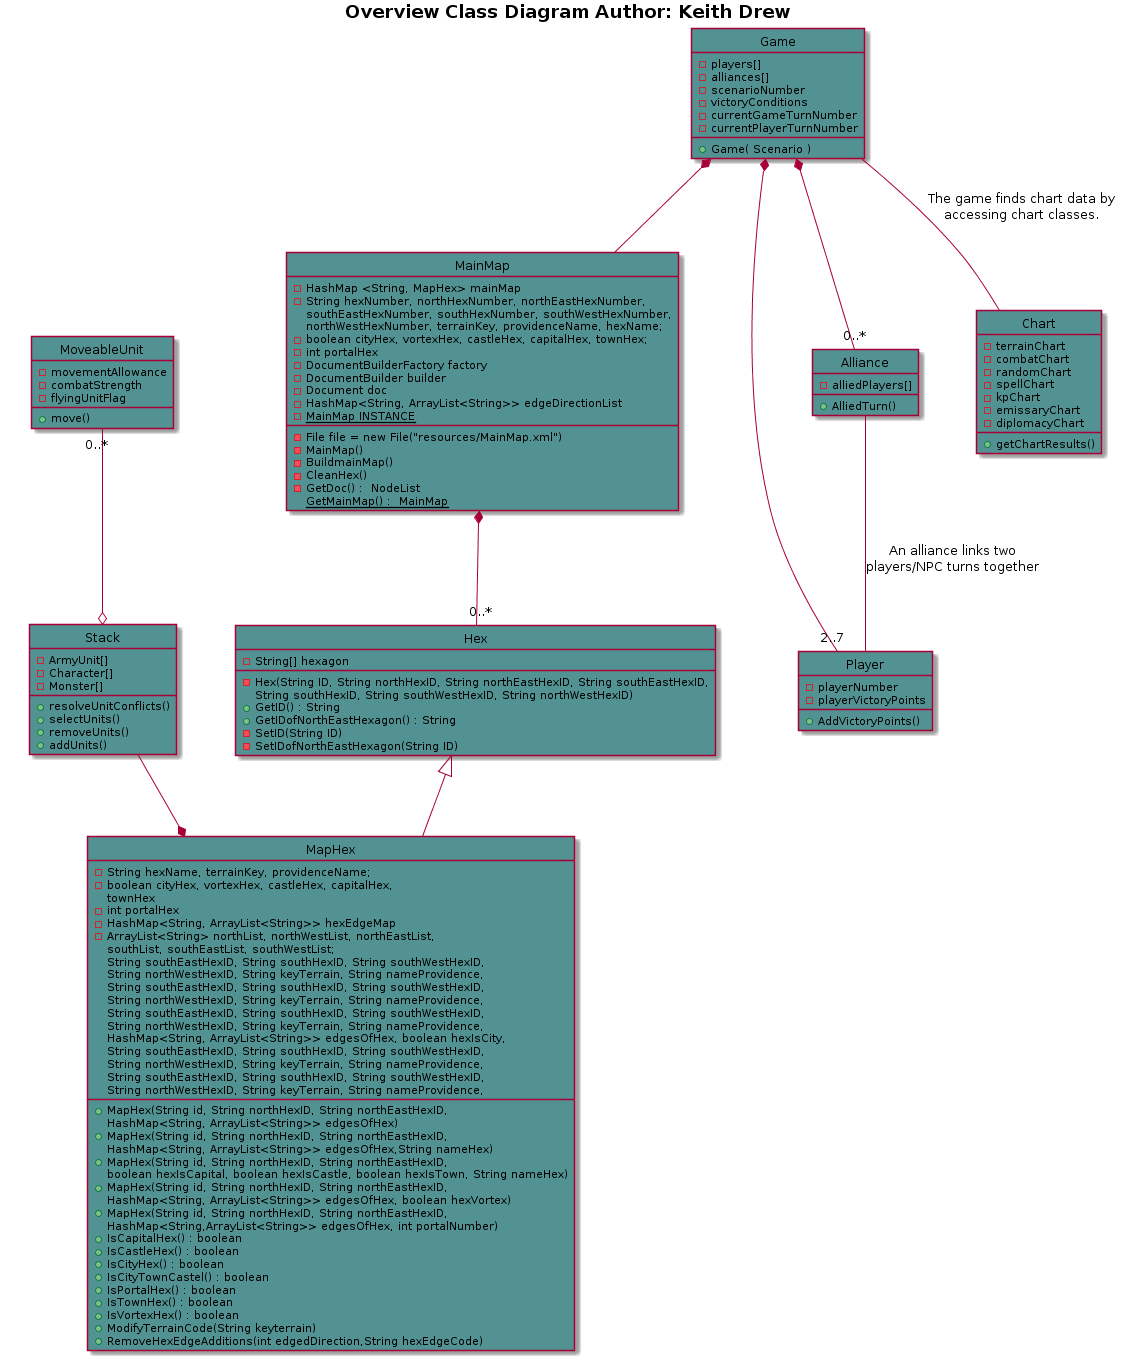 Overview Class Diagram Author: Keith Drew
Game
players[]
alliances[]
scenarioNumber
victoryConditions
currentGameTurnNumber
currentPlayerTurnNumber
Game( Scenario )
The game finds chart data by
accessing chart classes.
MainMap
HashMap <String, MapHex> mainMap
String hexNumber, northHexNumber, northEastHexNumber,
southEastHexNumber, southHexNumber, southWestHexNumber,
northWestHexNumber, terrainKey, providenceName, hexName;
boolean cityHex, vortexHex, castleHex, capitalHex, townHex;
int portalHex
DocumentBuilderFactory factory
DocumentBuilder builder
Document doc
HashMap<String, ArrayList<String>> edgeDirectionList
MainMap INSTANCE
File file = new File("resources/MainMap.xml")
MainMap()
BuildmainMap()
CleanHex()
GetDoc() :  NodeList
GetMainMap() :  MainMap
MoveableUnit
movementAllowance
combatStrength
flyingUnitFlag
move()
0..*
0..*
Alliance
alliedPlayers[]
AlliedTurn()
Chart
terrainChart
combatChart
randomChart
spellChart
kpChart
emissaryChart
diplomacyChart
getChartResults()
An alliance links two
players/NPC turns together
0..*
2..7
Stack
ArmyUnit[]
Character[]
Monster[]
resolveUnitConflicts()
selectUnits()
removeUnits()
addUnits()
Hex
String[] hexagon
Hex(String ID, String northHexID, String northEastHexID, String southEastHexID,
String southHexID, String southWestHexID, String northWestHexID)
GetID() : String
GetIDofNorthEastHexagon() : String
SetID(String ID)
SetIDofNorthEastHexagon(String ID)
Player
playerNumber
playerVictoryPoints
AddVictoryPoints()
MapHex
String hexName, terrainKey, providenceName;
boolean cityHex, vortexHex, castleHex, capitalHex,
townHex
int portalHex
HashMap<String, ArrayList<String>> hexEdgeMap
ArrayList<String> northList, northWestList, northEastList,
southList, southEastList, southWestList;
String southEastHexID, String southHexID, String southWestHexID,
String northWestHexID, String keyTerrain, String nameProvidence,
String southEastHexID, String southHexID, String southWestHexID,
String northWestHexID, String keyTerrain, String nameProvidence,
String southEastHexID, String southHexID, String southWestHexID,
String northWestHexID, String keyTerrain, String nameProvidence,
HashMap<String, ArrayList<String>> edgesOfHex, boolean hexIsCity,
String southEastHexID, String southHexID, String southWestHexID,
String northWestHexID, String keyTerrain, String nameProvidence,
String southEastHexID, String southHexID, String southWestHexID,
String northWestHexID, String keyTerrain, String nameProvidence,
MapHex(String id, String northHexID, String northEastHexID,
HashMap<String, ArrayList<String>> edgesOfHex)
MapHex(String id, String northHexID, String northEastHexID,
HashMap<String, ArrayList<String>> edgesOfHex,String nameHex)
MapHex(String id, String northHexID, String northEastHexID,
boolean hexIsCapital, boolean hexIsCastle, boolean hexIsTown, String nameHex)
MapHex(String id, String northHexID, String northEastHexID,
HashMap<String, ArrayList<String>> edgesOfHex, boolean hexVortex)
MapHex(String id, String northHexID, String northEastHexID,
HashMap<String,ArrayList<String>> edgesOfHex, int portalNumber)
IsCapitalHex() : boolean
IsCastleHex() : boolean
IsCityHex() : boolean
IsCityTownCastel() : boolean
IsPortalHex() : boolean
IsTownHex() : boolean
IsVortexHex() : boolean
ModifyTerrainCode(String keyterrain)
RemoveHexEdgeAdditions(int edgedDirection,String hexEdgeCode)